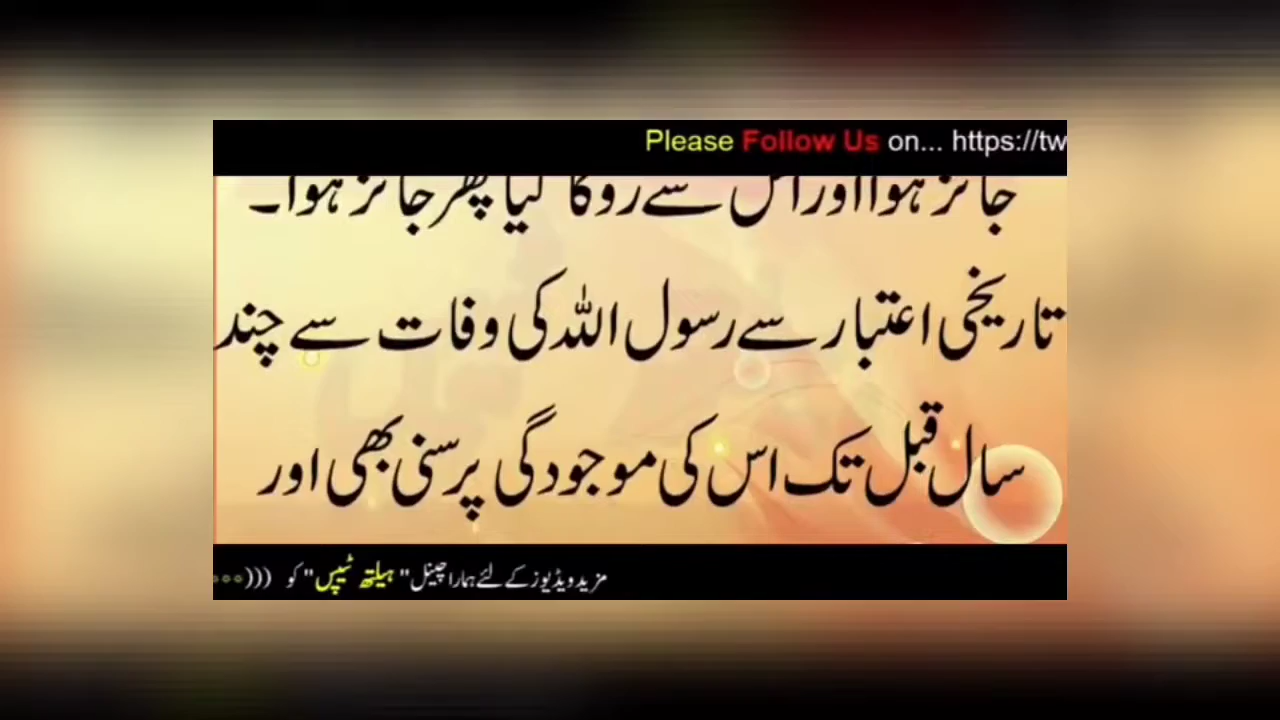 Please Follow Us on... https://tw
جائز ہوا اور اس سے روکا گیا پھر جائز ہوا۔
تاریخی اعتبار سے رسول اللہ کی وفات سے چند
سال قبل تک اس کی موجودگی پر سنی بھی اور
مزید ویڈیوز کے لئے ہمارا چینل "ہیلتھ ٹیپس" کو )))